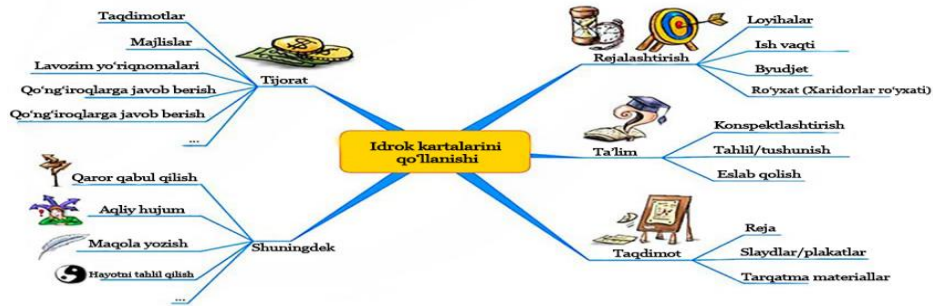 Idrok kartalarini
qo'llanishi
Tijorat
Taqdimotlar
Majlislar
Lavozim yo'riqnomalari
Qo'ng'iroqlarga javob berish
Qo'ng'iroqlarga javob berish
...
Rejalashtirish
Loyihalar
Ish vaqti
Byudjet
Ro'yxat (Xaridorlar ro'yxati)
Ta'lim
Konspektlashtirish
Tahlil/tushunish
Eslab qolish
Taqdimot
Reja
Slaydlar/plakatlar
Tarqatma materiallar
Shuningdek
Qaror qabul qilish
Aqliy hujum
Maqola yozish
Hayotni tahlil qilish
...